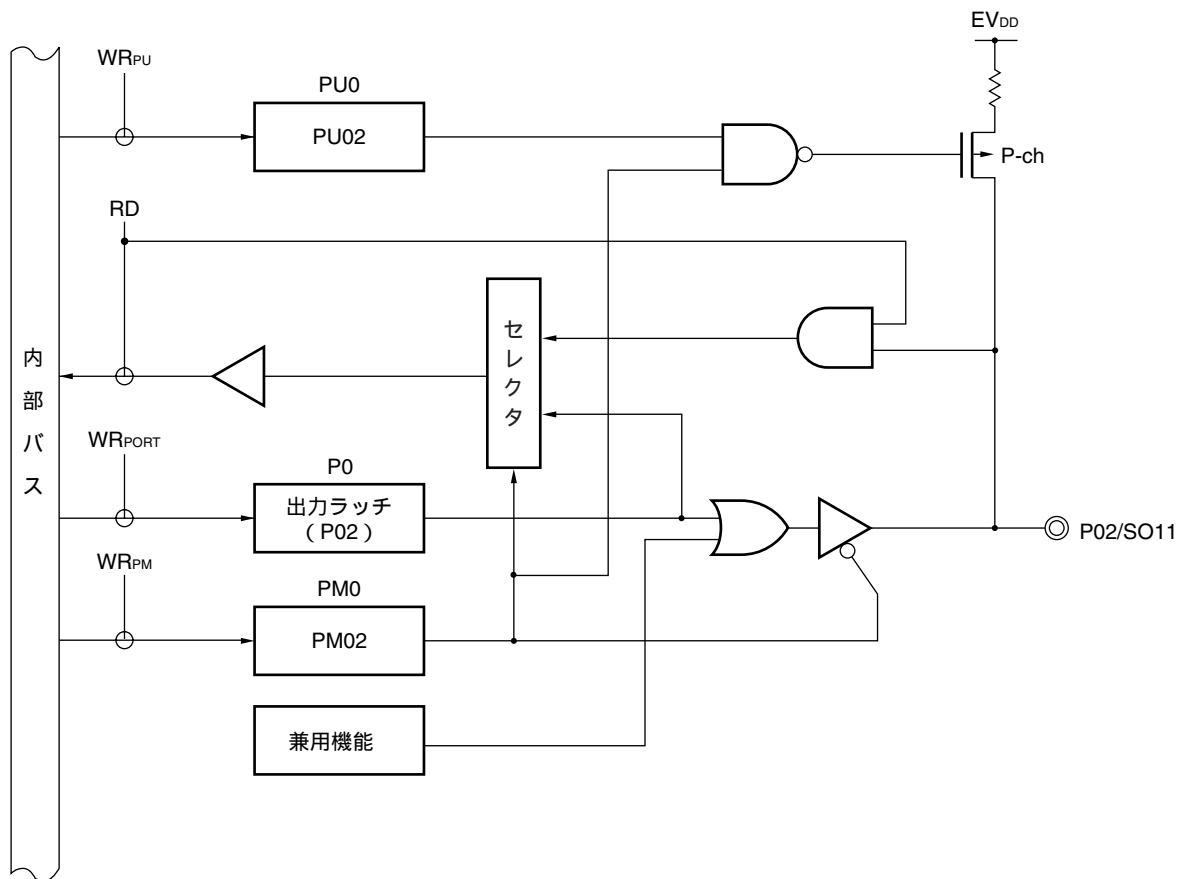 EVDD
WRPU
PU0
PU02
P-ch
RD
セレクタ
内部バス
WRPORT
P0
出力ラッチ
（P02）
P02/SO11
WRPM
PM0
PM02
兼用機能